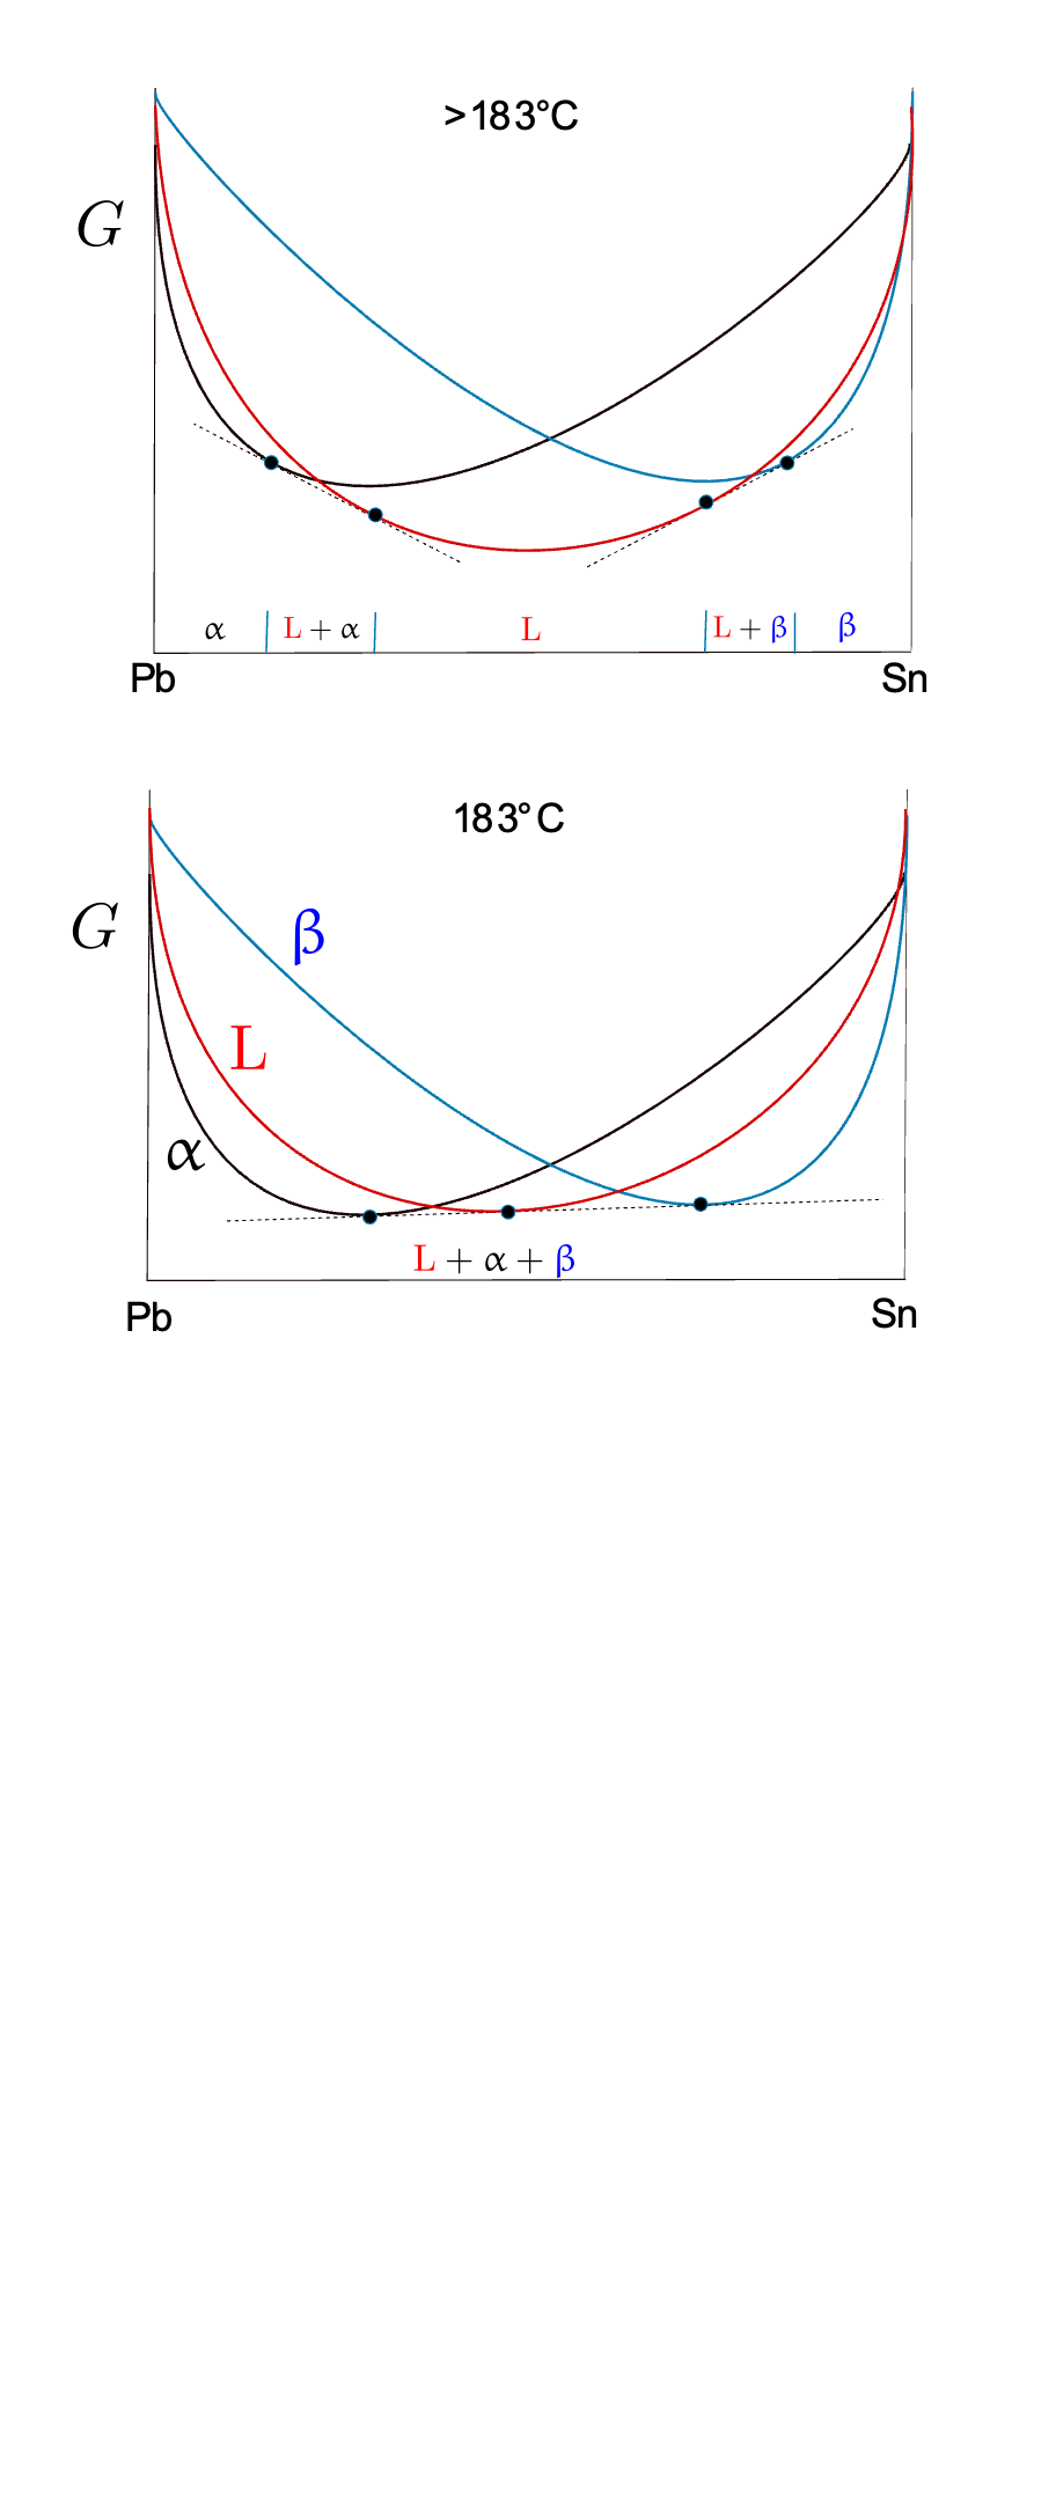 >183°C
G
α L + α L L + β β
Pb Sn
183°C
G
β
L
α
L + α + β
Pb Sn